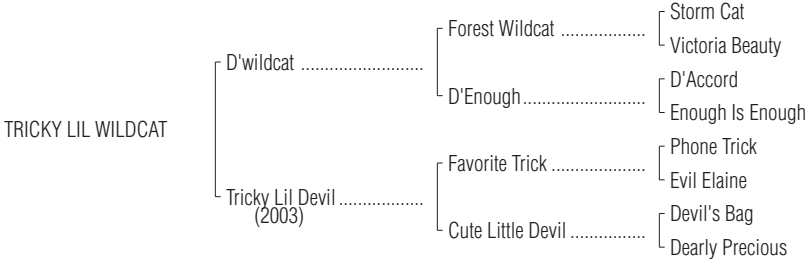 Storm Cat
Forest Wildcat ..................
Victoria Beauty
D'wildcat ..........................
D'Accord
D'Enough..........................
Enough Is Enough
TRICKY LIL WILDCAT
Phone Trick
Favorite Trick ....................
Evil Elaine
Tricky Lil Devil ..................
(2003)
Devil's Bag
Cute Little Devil ................
Dearly Precious